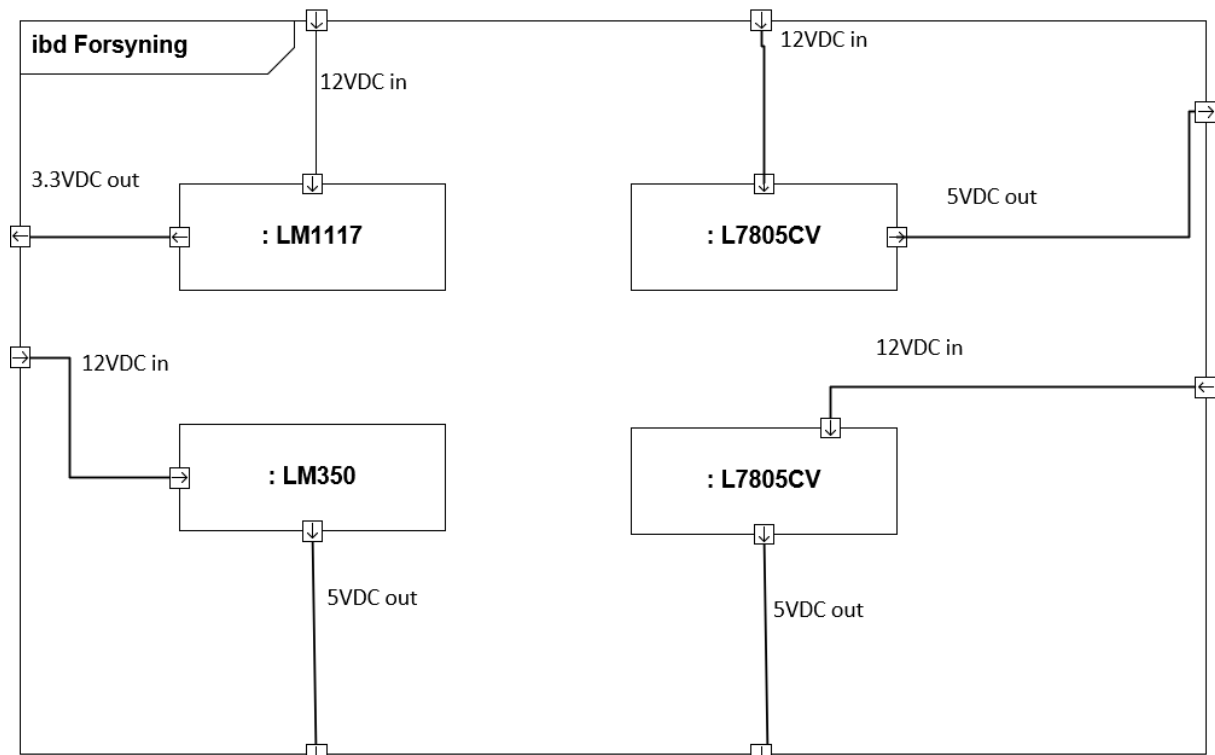 ibd Forsyning
12VDC in
12VDC in
3.3VDC out
5VDC out
: LM1117
: L7805CV
12VDC in
12VDC in
: LM350
: L7805CV
5VDC out
5VDC out